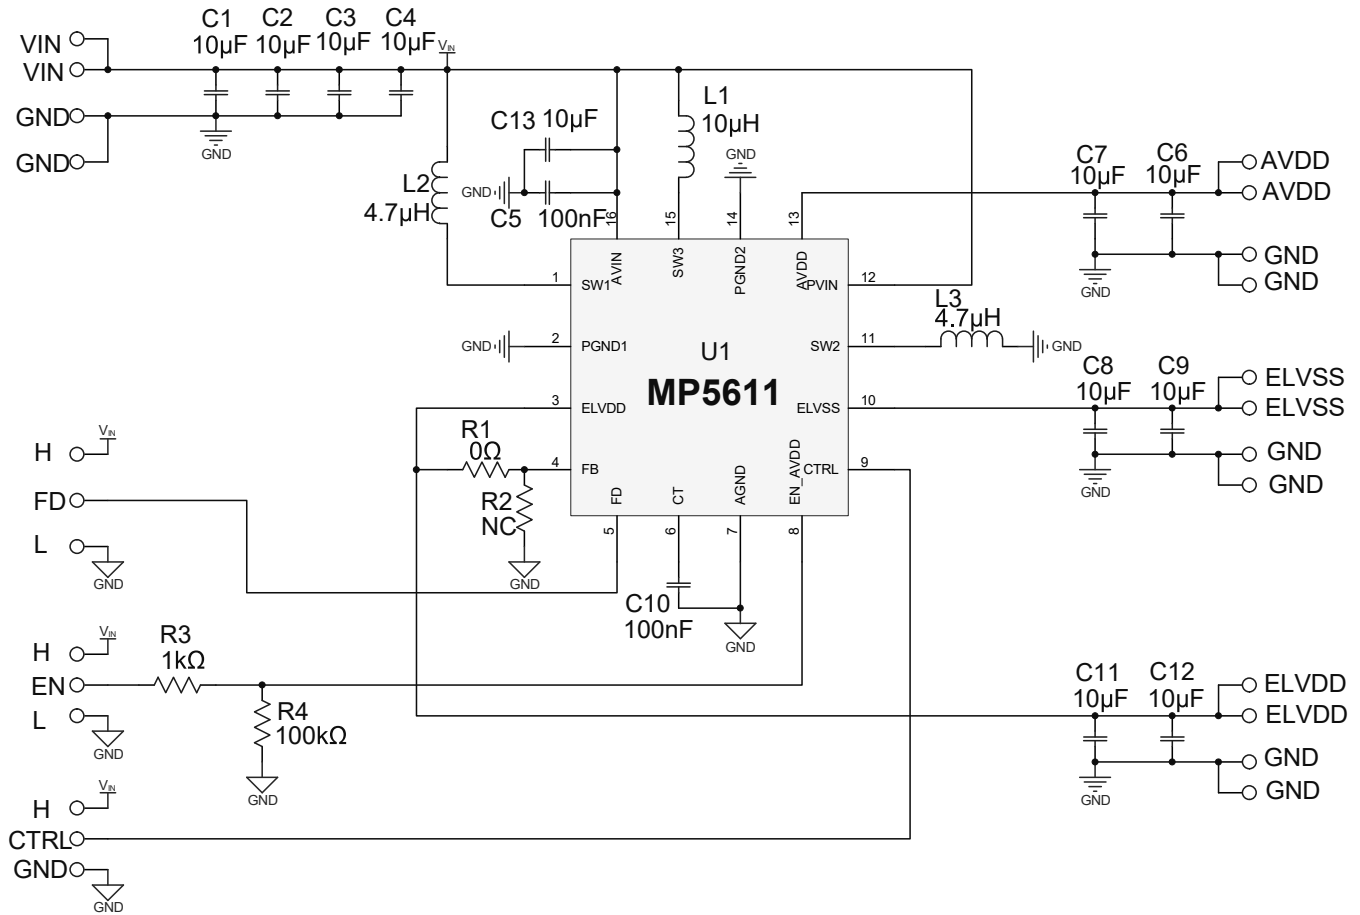 C1 C2 C3 C4
10µF 10µF 10µF 10µF VIN
VIN
VIN
GND
GND
GND
C13 10µF
GND
C5 100nF
L2
4.7µH
L1
10µH
GND
16 15 14 13
AVIN SW3 PGND2 AVDD
1 SW1
PVIN 12
GND 2 PGND1
SW2 11
L3
4.7µH
GND
3 ELVDD
ELVSS 10
4 FB
CTRL 9
U1
MP5611
FD CT AGND EN_AVDD
5 6 7 8
C7 C6
10µF 10µF
AVDD
AVDD
GND
GND
GND
C8 C9
10µF 10µF
ELVSS
ELVSS
GND
GND
GND
R1
0Ω
R2
NC
GND
C10
100nF
GND
H VIN
FD
L
GND
H VIN
EN
L
GND
R3
1kΩ
R4
100kΩ
GND
H VIN
CTRL
GND
GND
C11 C12
10µF 10µF
ELVDD
ELVDD
GND
GND
GND